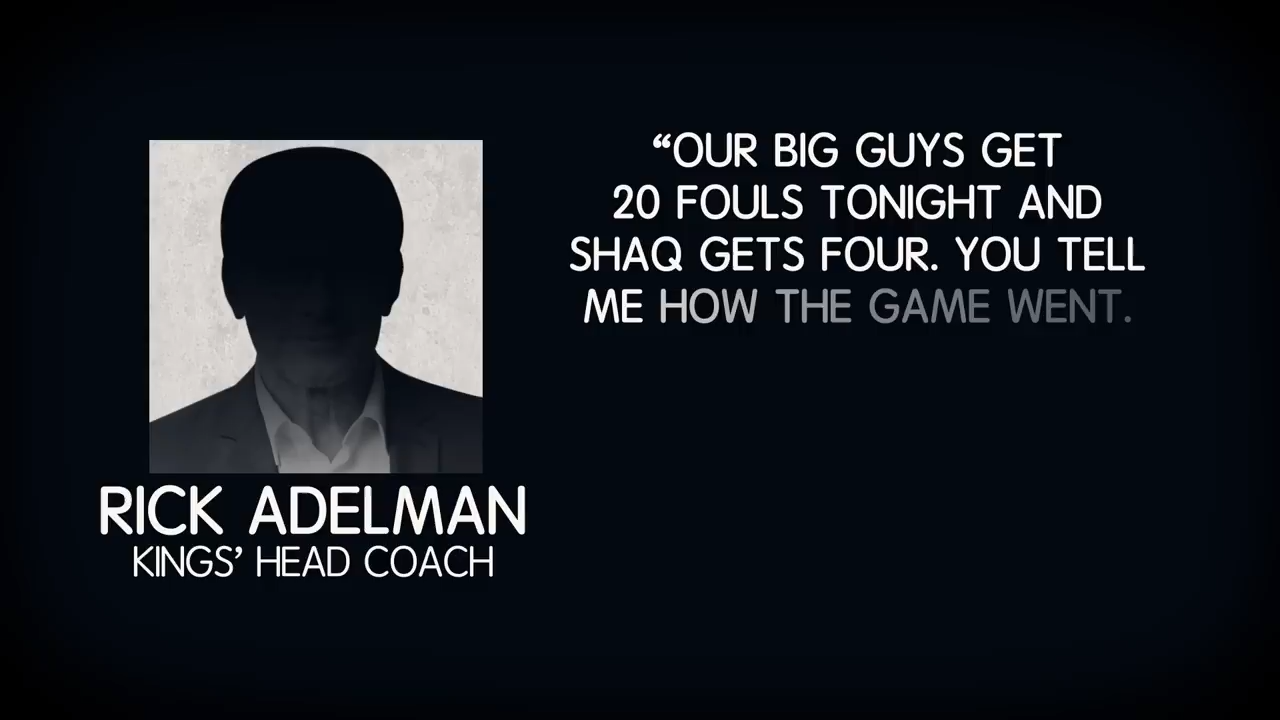 “OUR BIG GUYS GET
20 FOULS TONIGHT AND
SHAQ GETS FOUR. YOU TELL
ME HOW THE GAME WENT.
RICK ADELMAN
KINGS’ HEAD COACH